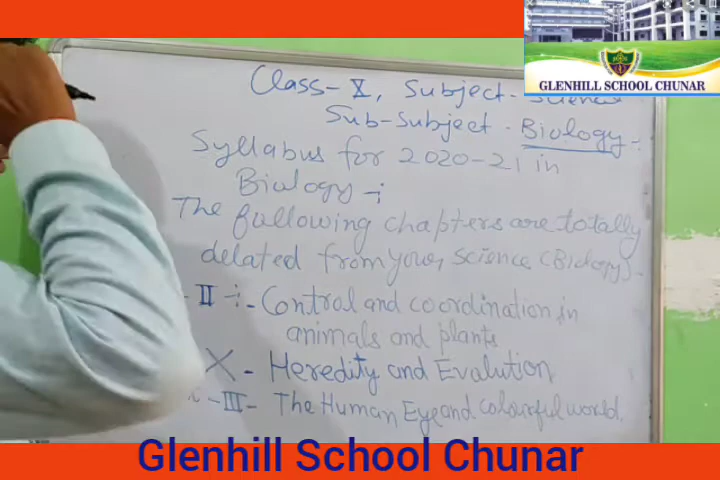 GLENHILL SCHOOL CHUNAR
Class-X, Subject- Science
Sub-Subject - Biology-
Syllabus for 2020-21 in
Biology -:
The following chapters are totally
delated from your science (Biology)-
-II-:- Control and coordination in
animals and plants
X - Heredity and Evalution
-III- The Human Eye and colourful world.
Glenhill School Chunar